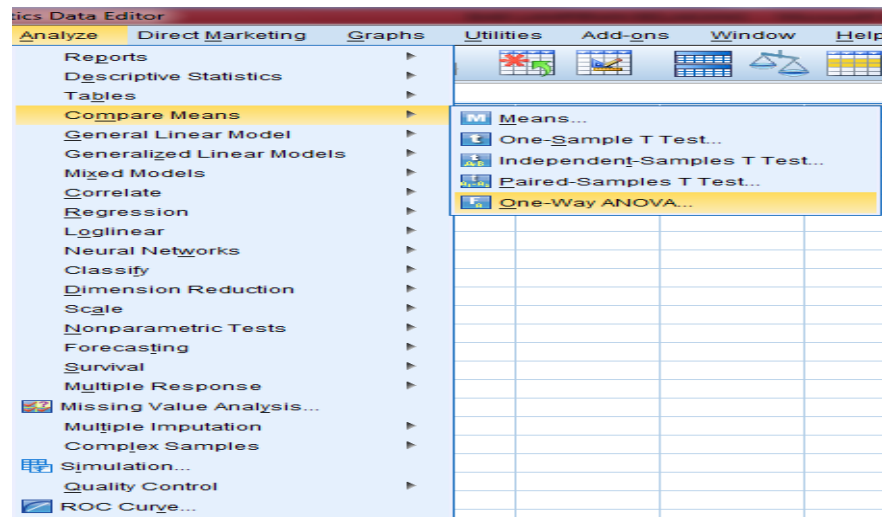 tics Data Editor
Analyze Direct Marketing Graphs Utilities Add-ons Window Help
Reports
Descriptive Statistics
Tables
Compare Means
General Linear Model
Generalized Linear Models
Mixed Models
Correlate
Regression
Loglinear
Neural Networks
Classify
Dimension Reduction
Scale
Nonparametric Tests
Forecasting
Survival
Multiple Response
Missing Value Analysis...
Multiple Imputation
Complex Samples
Simulation...
Quality Control
ROC Curve...
M Means...
t One-Sample T Test...
Independent-Samples T Test...
Paired-Samples T Test...
One-Way ANOVA...